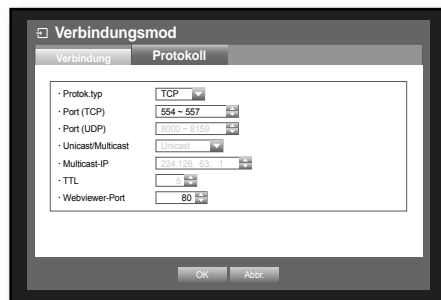 Verbindungsmod
Verbindung Protokoll
· Protok.typ TCP
· Port (TCP) 554 ~ 557
· Port (UDP) 8000 ~ 8159
· Unicast/Multicast Unicast
· Multicast-IP 224.126. 63. 1
· TTL 5
· Webviewer-Port 80
OK Abbr.